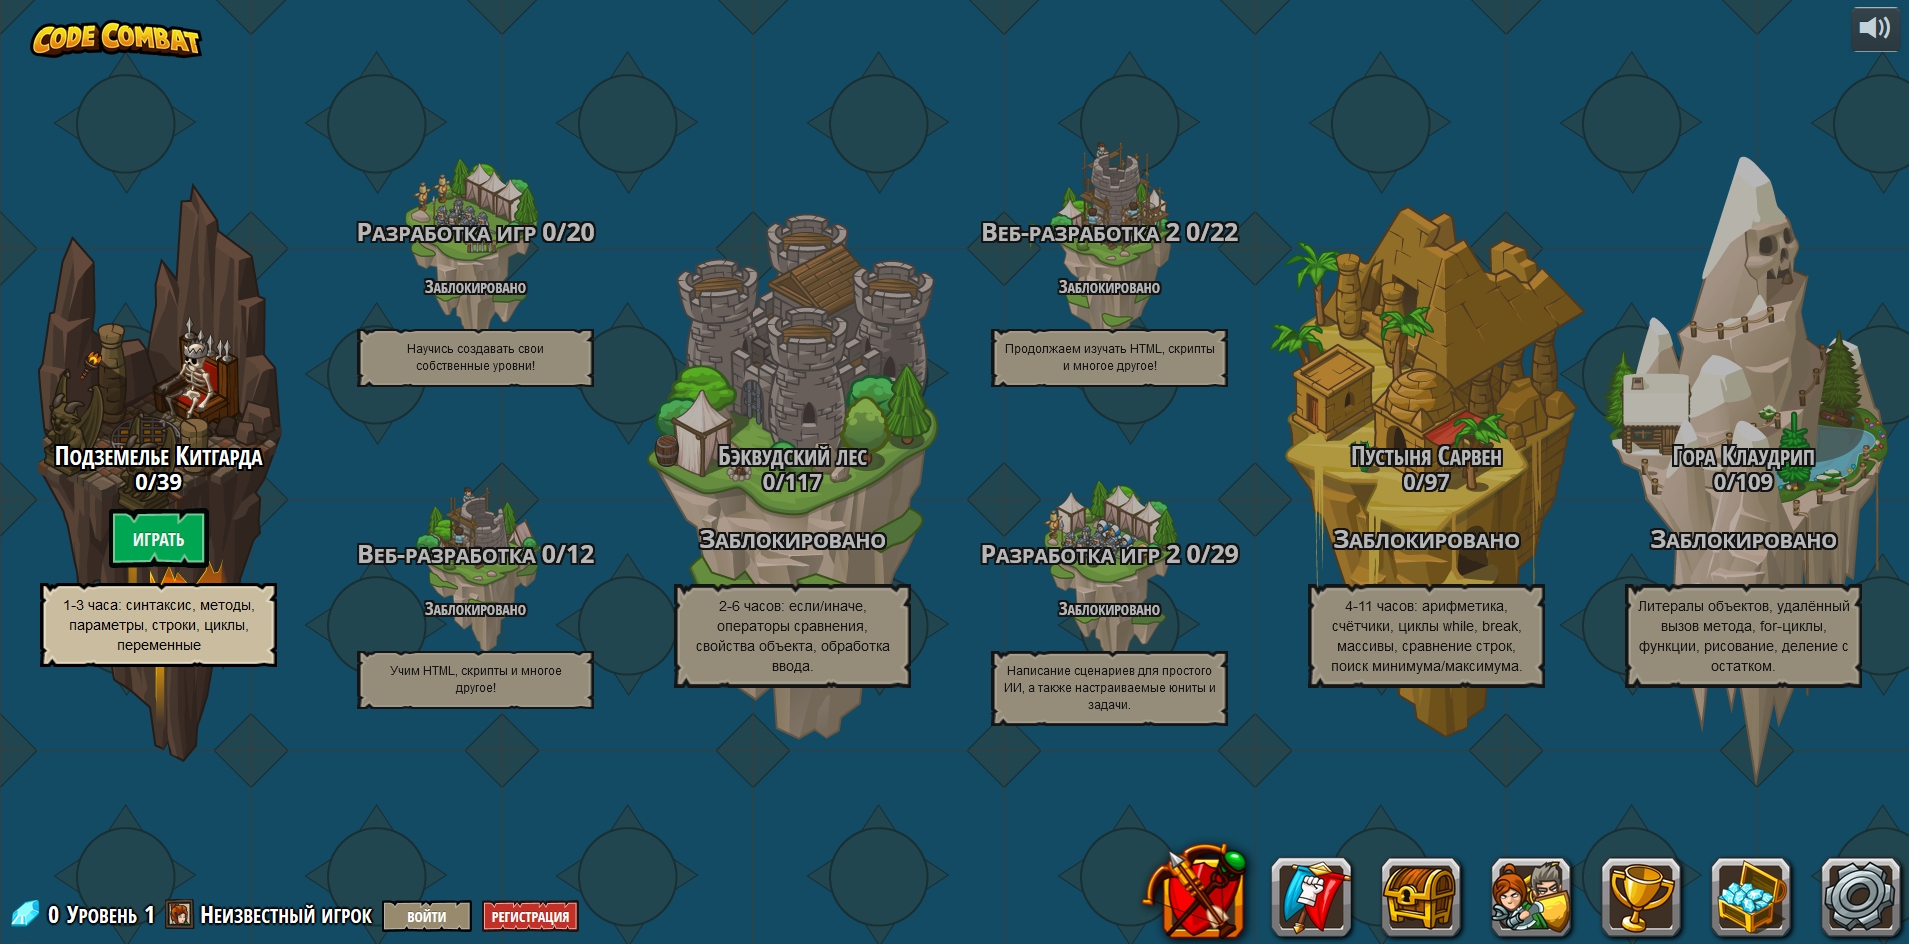 CODE COMBAT
Подземелье Китгарда
0/39
Играть
1-3 часа: синтаксис, методы,
параметры, строки, циклы,
переменные
Разработка игр 0/20
Заблокировано
Научись создавать свои
собственные уровни!
Веб-разработка 0/12
Заблокировано
Учим HTML, скрипты и многое
другое!
Бэквудский лес
0/117
Заблокировано
2-6 часов: если/иначе,
операторы сравнения,
свойства объекта, обработка
ввода.
Веб-разработка 2 0/22
Заблокировано
Продолжаем изучать HTML, скрипты
и многое другое!
Разработка игр 2 0/29
Заблокировано
Написание сценариев для простого
ИИ, а также настраиваемые юниты и
задачи.
Пустыня Сарвен
0/97
Заблокировано
4-11 часов: арифметика,
счётчики, циклы while, break,
массивы, сравнение строк,
поиск минимума/максимума.
Гора Клаудрип
0/109
Заблокировано
Литералы объектов, удалённый
вызов метода, for-циклы,
функции, рисование, деление с
остатком.
0 Уровень 1 Неизвестный игрок Войти Регистрация